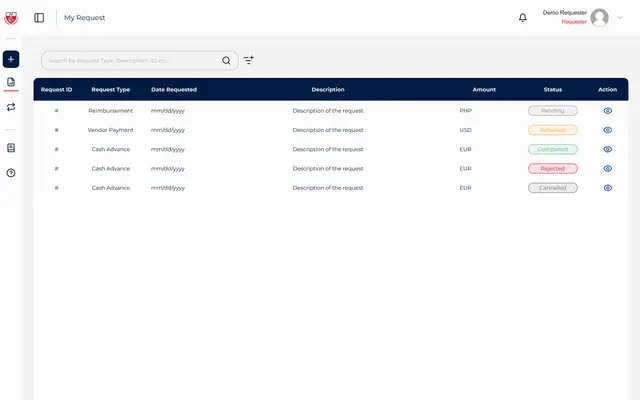 My Request
Demo Requester
Requester
Search by Request Type, Description, ID, etc.
Request ID Request Type Date Requested Description Amount Status Action
# Reimbursement mm/dd/yyyy Description of the request PHP Pending
# Vendor Payment mm/dd/yyyy Description of the request USD Returned
# Cash Advance mm/dd/yyyy Description of the request EUR Completed
# Cash Advance mm/dd/yyyy Description of the request EUR Rejected
# Cash Advance mm/dd/yyyy Description of the request EUR Cancelled